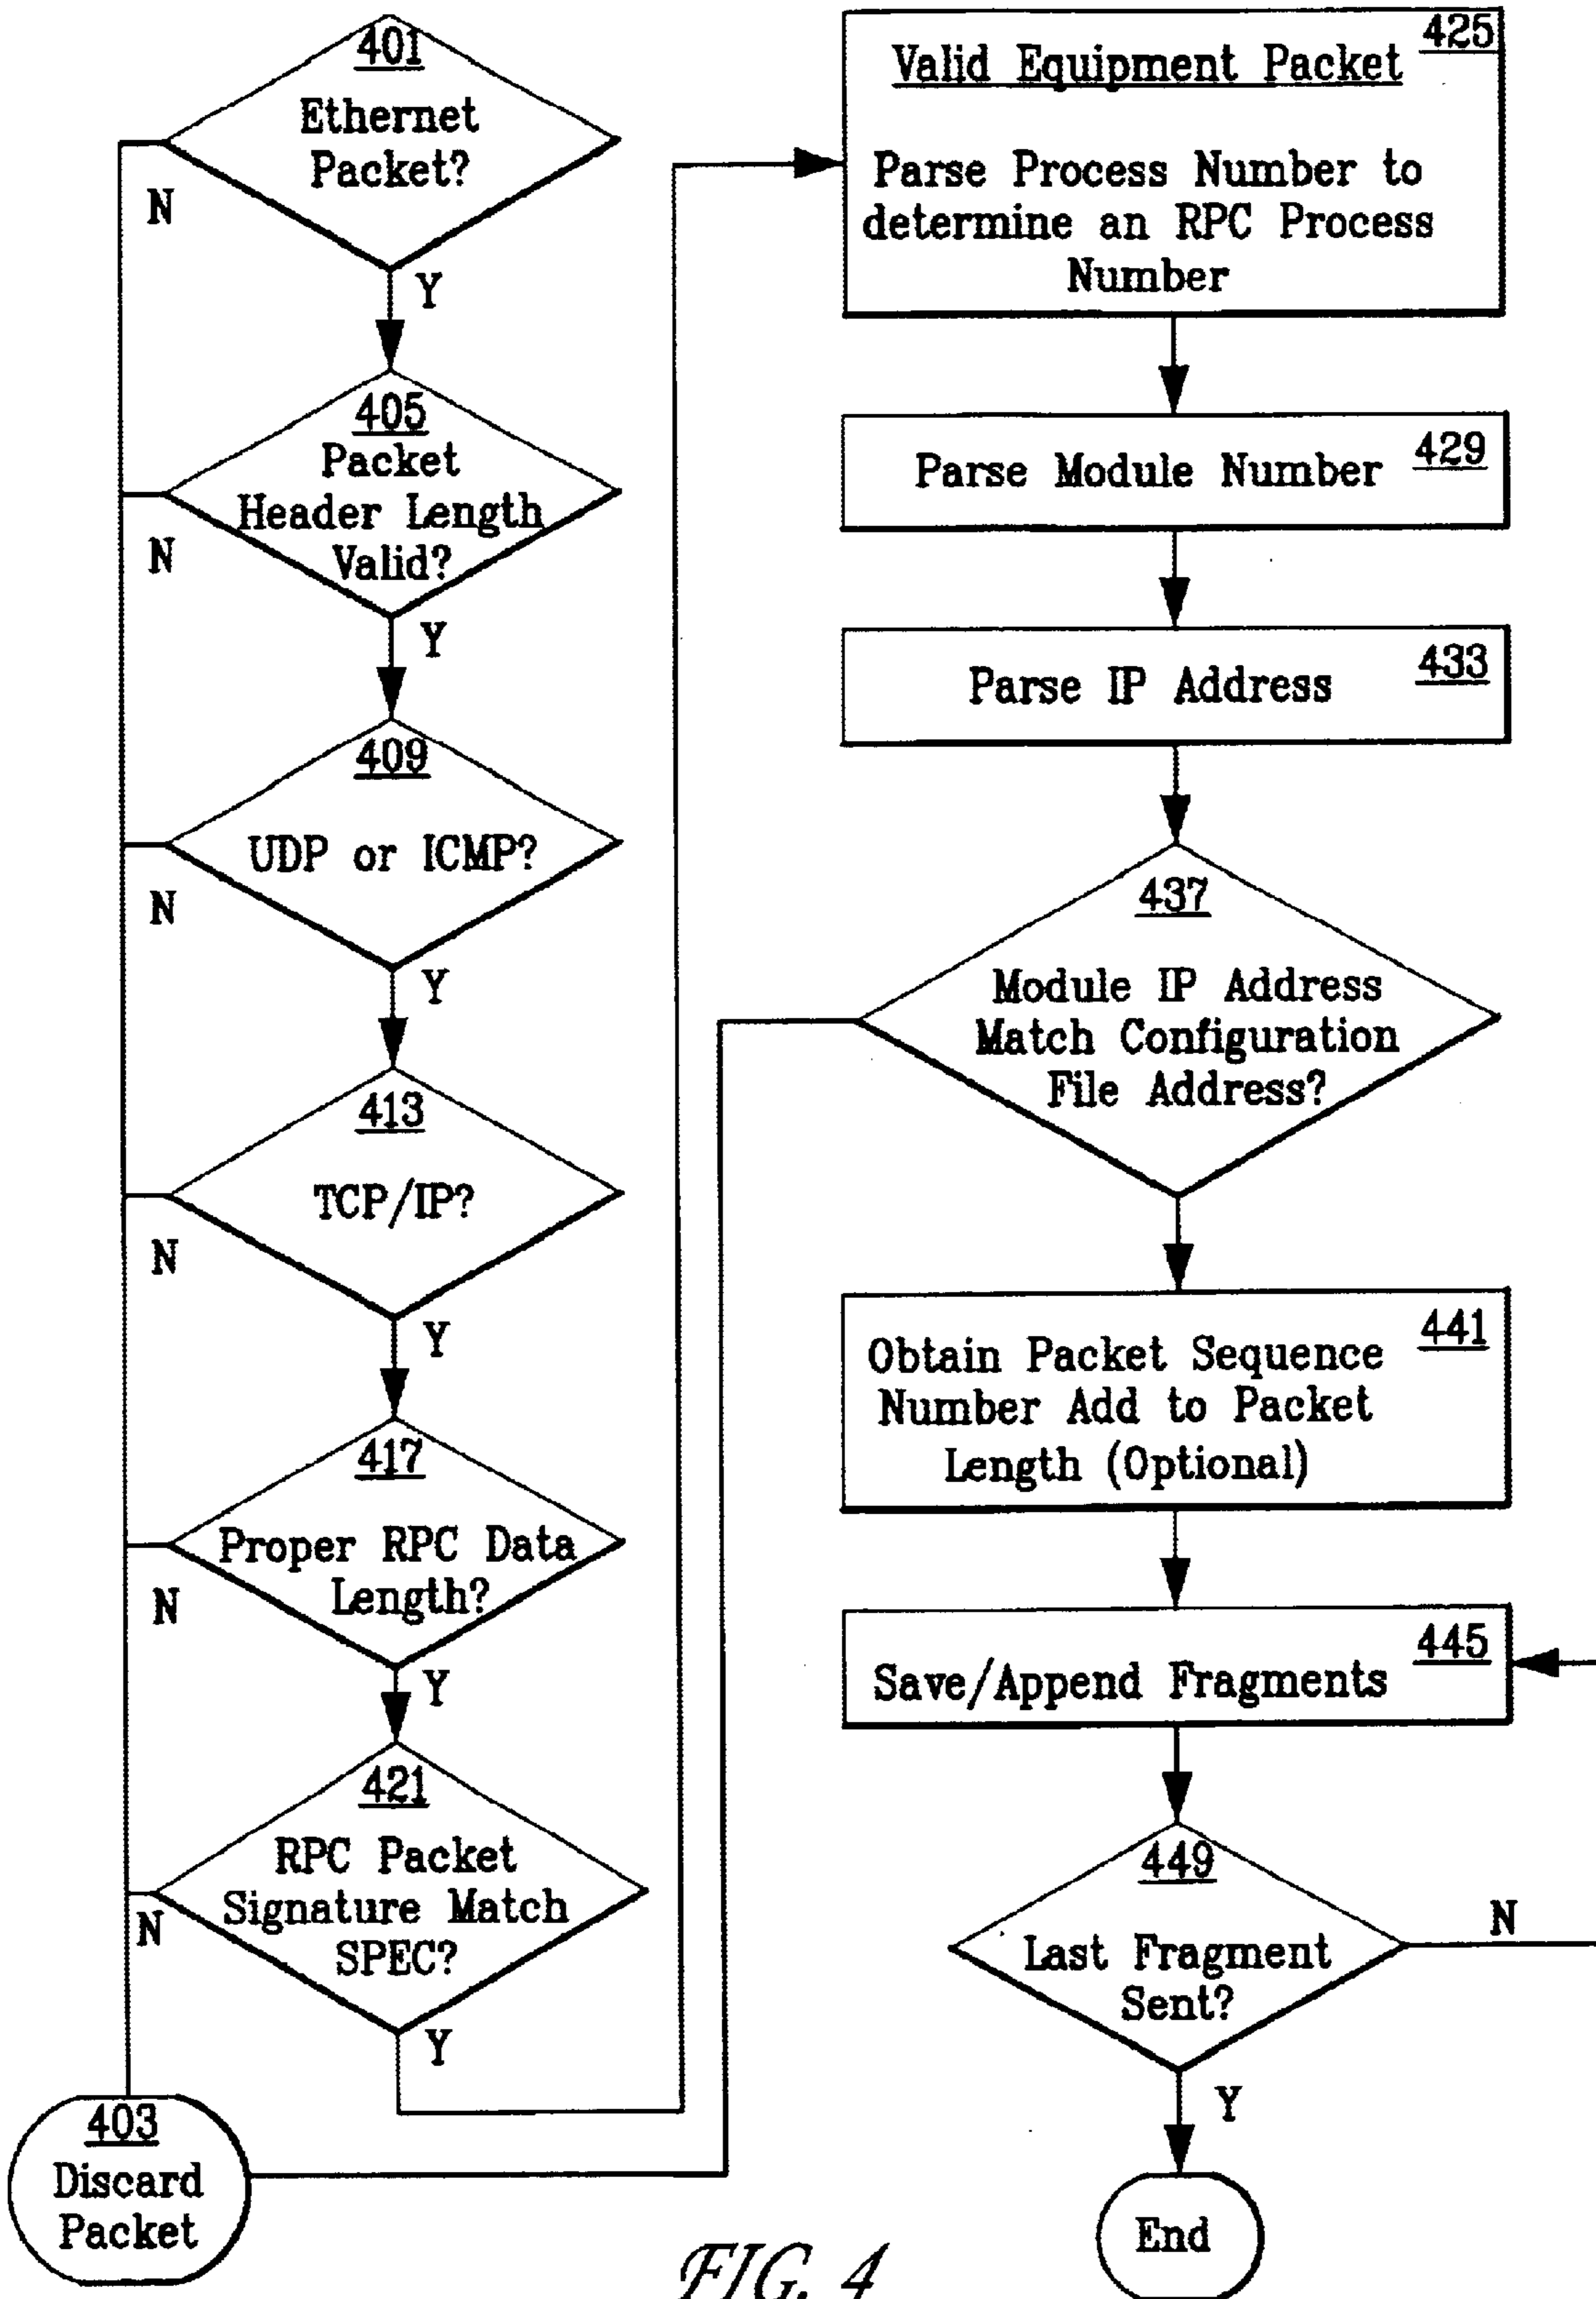 401
Ethernet
Packet?
N
Y
405
Packet
Header Length
Valid?
N
Y
409
UDP or ICMP?
N
Y
413
TCP/IP?
N
Y
417
Proper RPC Data
Length?
N
Y
421
RPC Packet
Signature Match
SPEC?
N
Y
403
Discard
Packet
425
Valid Equipment Packet
Parse Process Number to
determine an RPC Process
Number
429
Parse Module Number
433
Parse IP Address
437
Module IP Address
Match Configuration
File Address?
441
Obtain Packet Sequence
Number Add to Packet
Length (Optional)
445
Save/Append Fragments
449
Last Fragment
Sent?
N
Y
End
FIG. 4